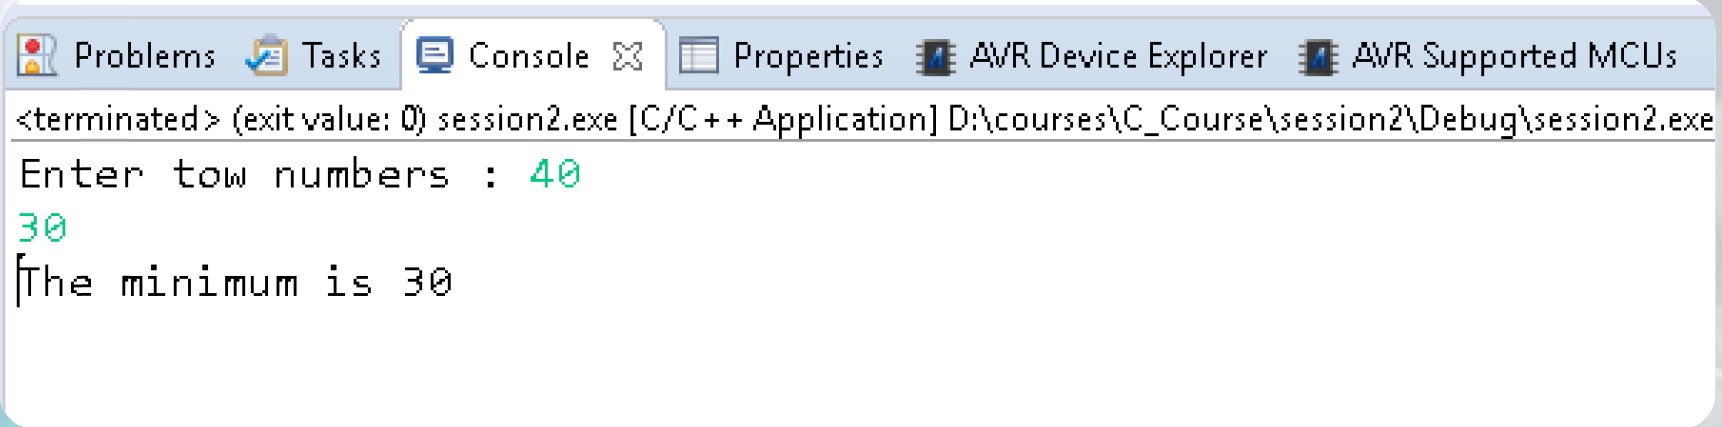 Problems Tasks Console Properties AVR Device Explorer AVR Supported MCUs
<terminated> (exit value: 0) session2.exe [C/C++ Application] D:\courses\C_Course\session2\Debug\session2.exe
Enter tow numbers : 40
30
The minimum is 30